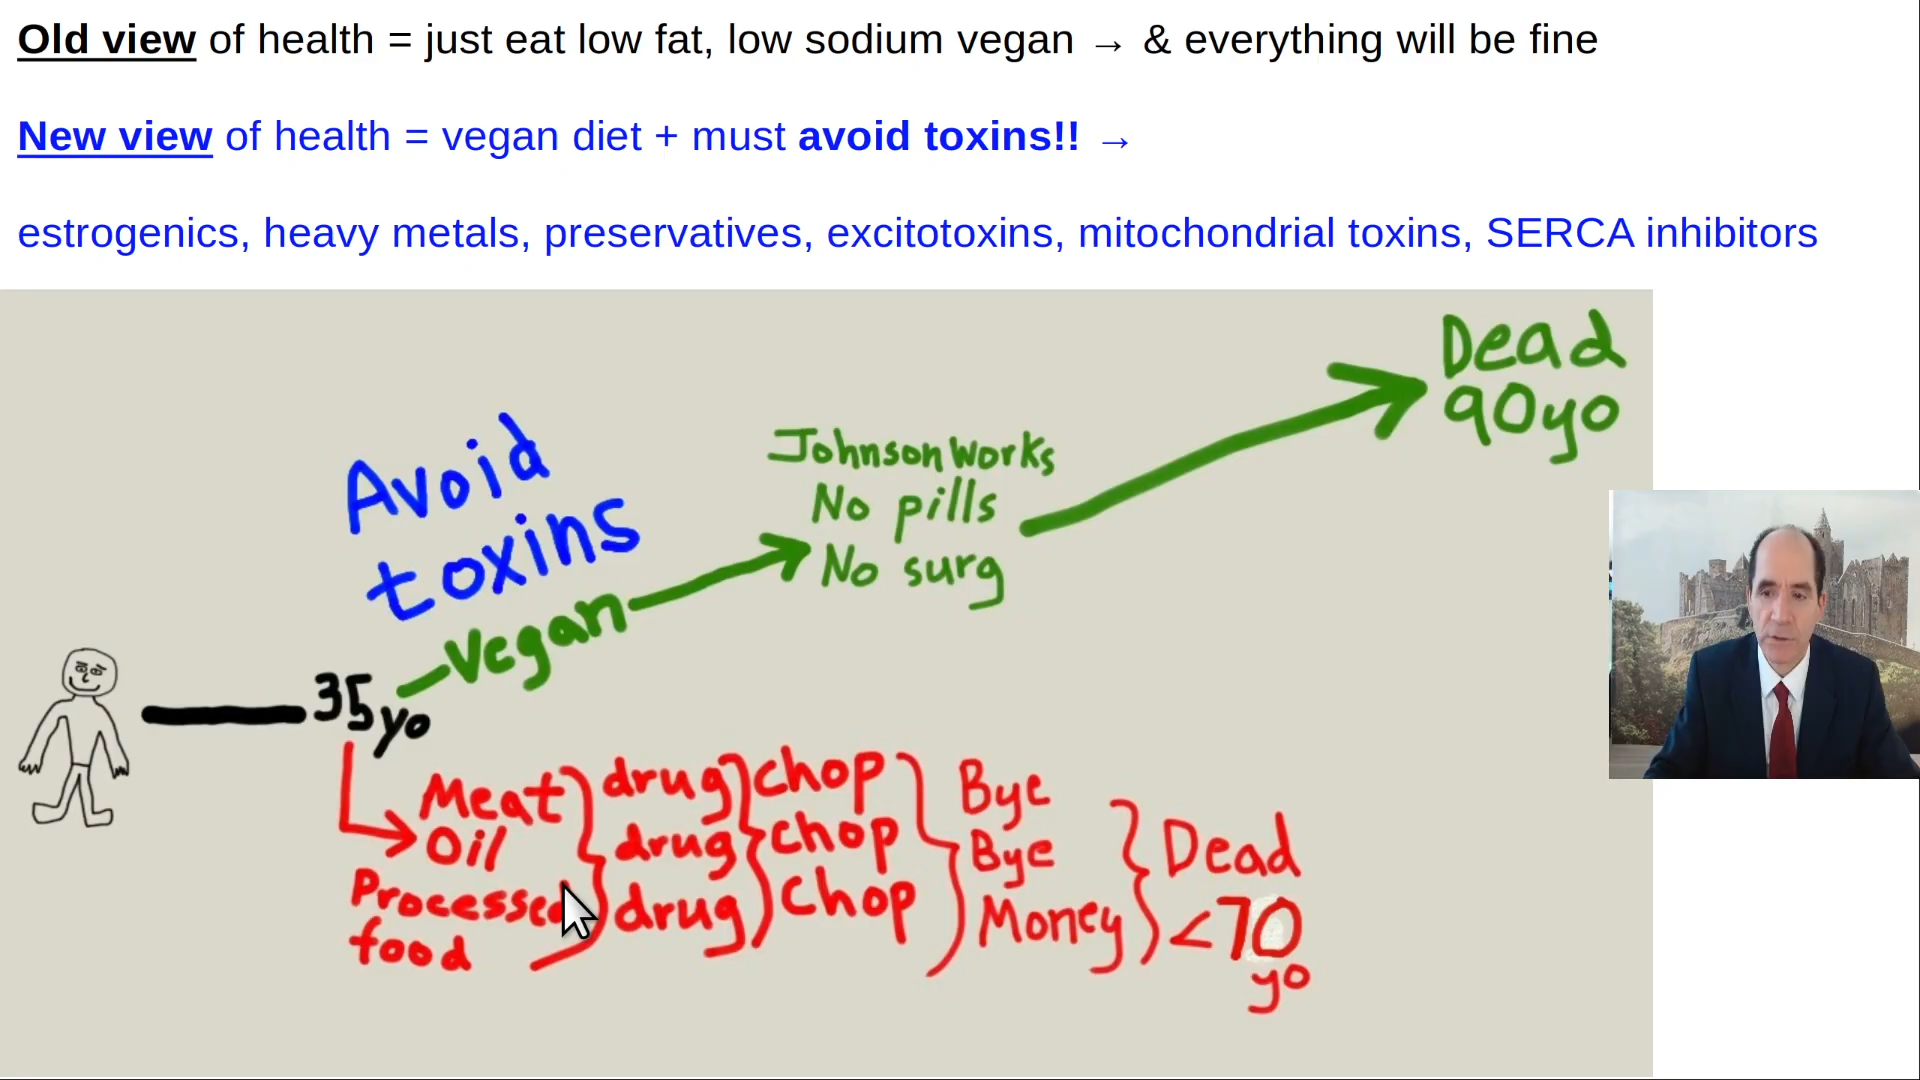 Old view of health = just eat low fat, low sodium vegan → & everything will be fine
New view of health = vegan diet + must avoid toxins!! →
estrogenics, heavy metals, preservatives, excitotoxins, mitochondrial toxins, SERCA inhibitors
Dead
90yo
Avoid
toxins
Vegan
Johnson Works
No pills
No surg
35yo
Meat
Oil
Processed
food
drug
drug
drug
chop
chop
chop
Bye
Bye
Money
Dead
<70
yo